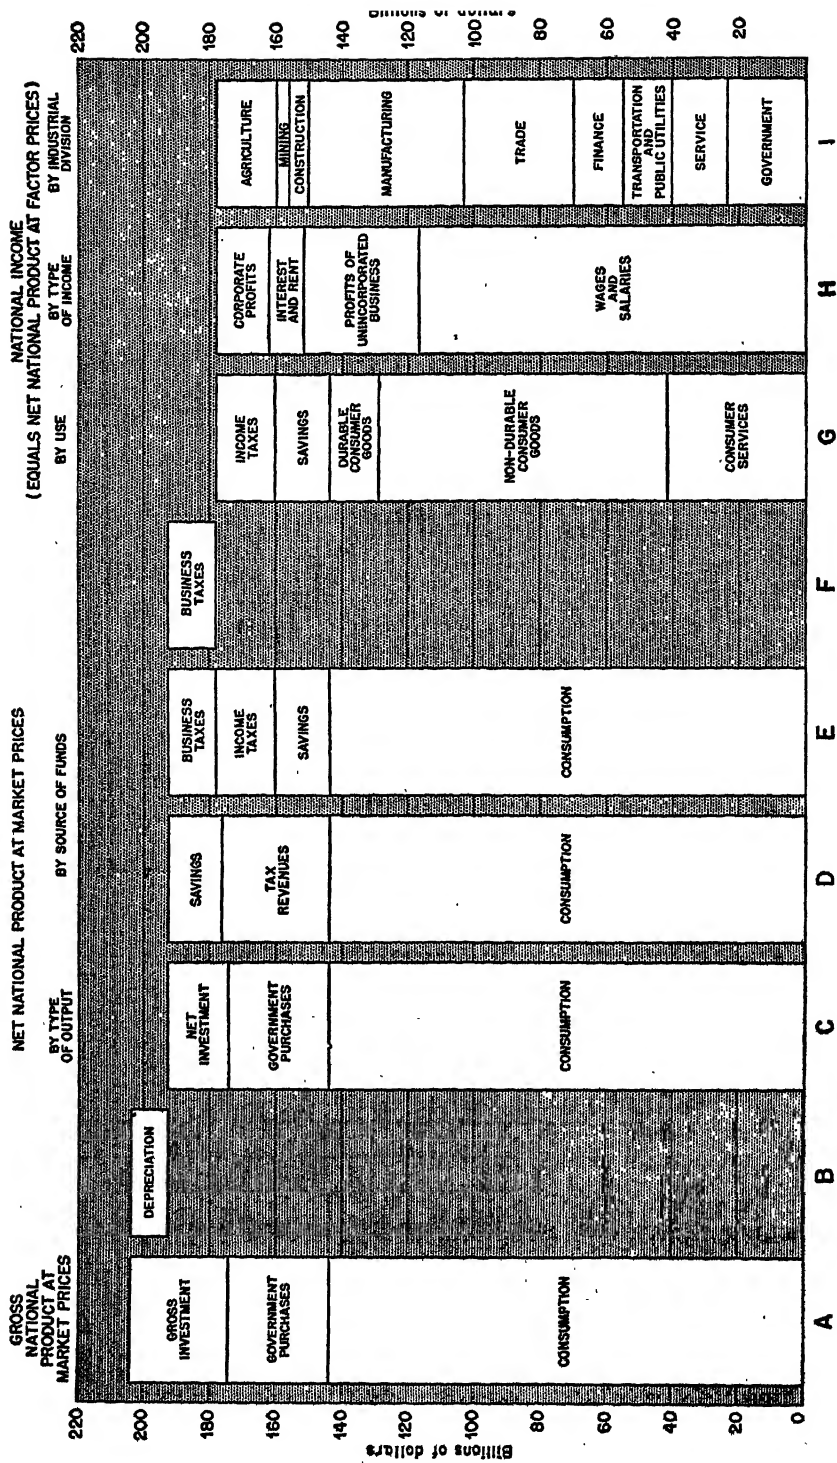 GROSS
NATIONAL
PRODUCT AT
MARKET PRICES
NET NATIONAL PRODUCT AT MARKET PRICES
BY TYPE
OF OUTPUT
BY SOURCE OF FUNDS
NATIONAL INCOME
(EQUALS NET NATIONAL PRODUCT AT FACTOR PRICES)
BY USE
BY TYPE
OF INCOME
BY INDUSTRIAL
DIVISION
Billions of dollars
220
200
180
160
140
120
100
80
60
40
20
0
GROSS
INVESTMENT
GOVERNMENT
PURCHASES
CONSUMPTION
A
DEPRECIATION
B
NET
INVESTMENT
GOVERNMENT
PURCHASES
CONSUMPTION
C
SAVINGS
TAX
REVENUES
CONSUMPTION
D
BUSINESS
TAXES
INCOME
TAXES
SAVINGS
CONSUMPTION
E
BUSINESS
TAXES
F
INCOME
TAXES
SAVINGS
DURABLE
CONSUMER
GOODS
NON-DURABLE
CONSUMER
GOODS
CONSUMER
SERVICES
G
CORPORATE
PROFITS
INTEREST
AND RENT
PROFITS OF
UNINCORPORATED
BUSINESS
WAGES
AND
SALARIES
H
AGRICULTURE
MINING
CONSTRUCTION
MANUFACTURING
TRADE
FINANCE
TRANSPORTATION
AND
PUBLIC UTILITIES
SERVICE
GOVERNMENT
I
220
200
180
160
140
120
100
80
60
40
20
Billions of dollars